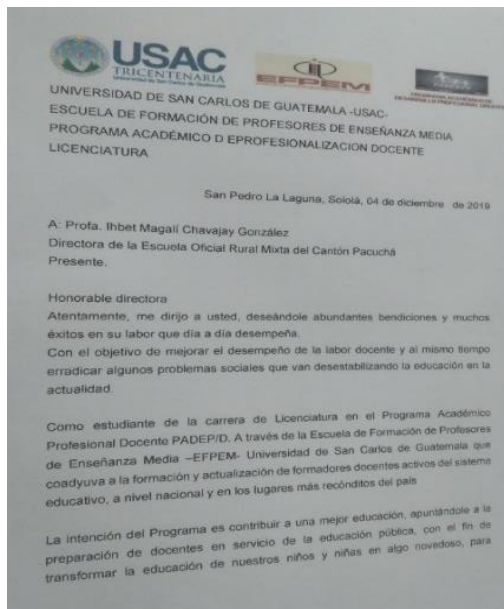 USAC
TRICENTENARIA
Universidad de San Carlos de Guatemala
EFPEM
UNIVERSIDAD DE SAN CARLOS DE GUATEMALA -USAC-
ESCUELA DE FORMACIÓN DE PROFESORES DE ENSEÑANZA MEDIA
PROGRAMA ACADÉMICO D EPROFESIONALIZACION DOCENTE
LICENCIATURA
San Pedro La Laguna, Sololá, 04 de diciembre de 2019
A: Profa. Ihbet Magalí Chavajay González
Directora de la Escuela Oficial Rural Mixta del Cantón Pacuchá
Presente.
Honorable directora
Atentamente, me dirijo a usted, deseándole abundantes bendiciones y muchos
éxitos en su labor que día a día desempeña.
Con el objetivo de mejorar el desempeño de la labor docente y al mismo tiempo
erradicar algunos problemas sociales que van desestabilizando la educación en la
actualidad.
Como estudiante de la carrera de Licenciatura en el Programa Académico
Profesional Docente PADEP/D. A través de la Escuela de Formación de Profesores
de Enseñanza Media –EFPEM- Universidad de San Carlos de Guatemala que
coadyuva a la formación y actualización de formadores docentes activos del sistema
educativo, a nivel nacional y en los lugares más recónditos del país
La intención del Programa es contribuir a una mejor educación, apuntándole a la
preparación de docentes en servicio de la educación pública, con el fin de
transformar la educación de nuestros niños y niñas en algo novedoso, para